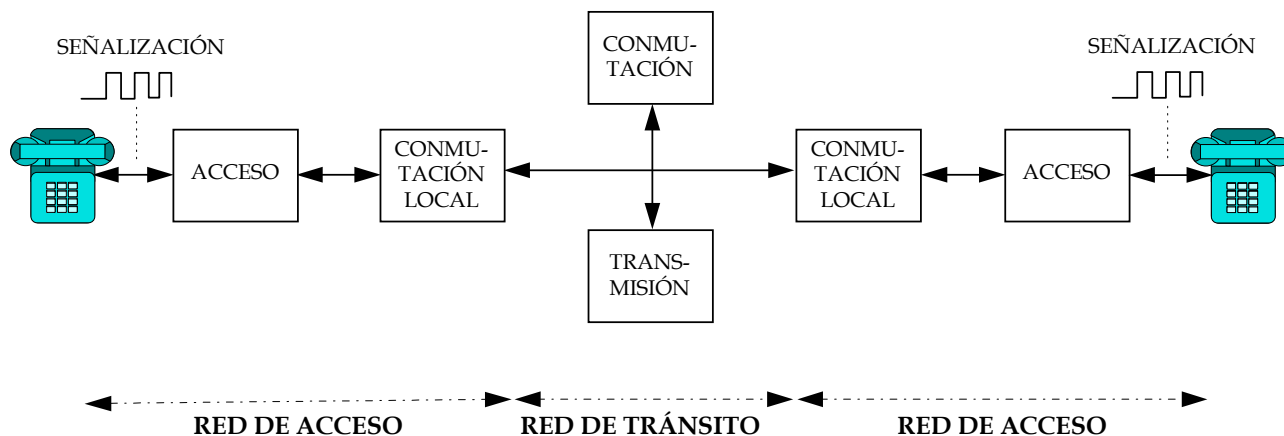 SEÑALIZACIÓN
CONMU-
TACIÓN
SEÑALIZACIÓN
ACCESO
CONMU-
TACIÓN
LOCAL
CONMU-
TACIÓN
LOCAL
ACCESO
TRANS-
MISIÓN
RED DE ACCESO
RED DE TRÁNSITO
RED DE ACCESO